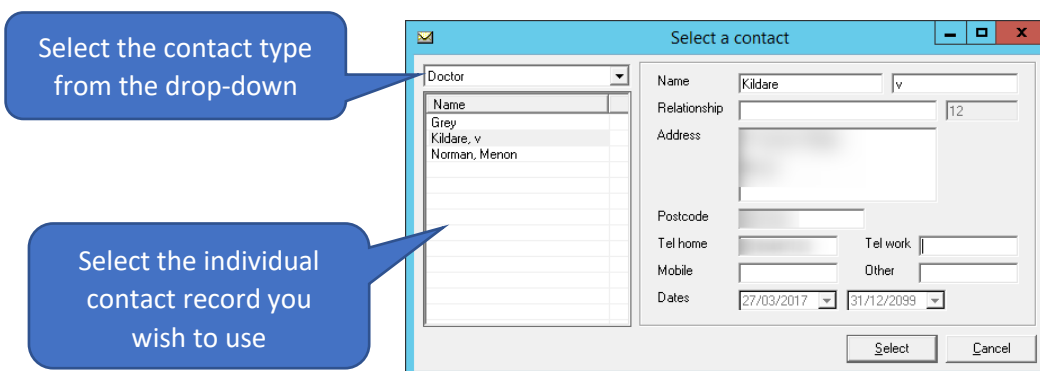 Select the contact type
from the drop-down
Select the individual
contact record you
wish to use
Select a contact
x
Doctor
Name
Grey
Kildare, v
Norman, Menon
Name Kildare v
Relationship 12
Address
Postcode
Tel home Tel work
Mobile Other
Dates 27/03/2017 31/12/2099
Select Cancel